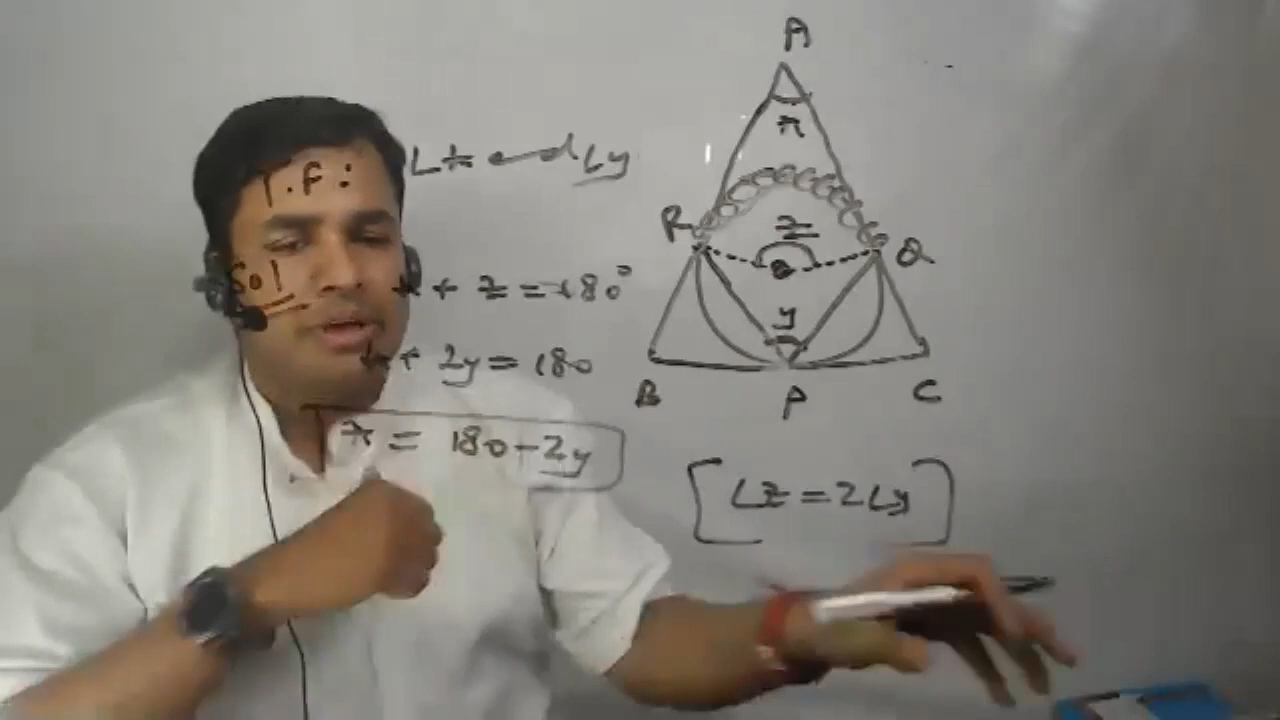 T.F: ∠x and ∠y
Sol
x + z = 180°
x + 2y = 180
x = 180 - 2y
A
x
R
z
Q
O
y
B
P
C
[∠z = 2∠y]